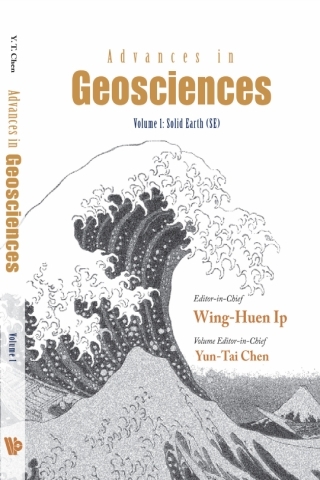 Y. T. Chen
Advances in
Geosciences
Volume 1
Advances in
Geosciences
Volume 1: Solid Earth (SE)
Editor-in-Chief
Wing-Huen Ip
Volume Editor-in-Chief
Yun-Tai Chen